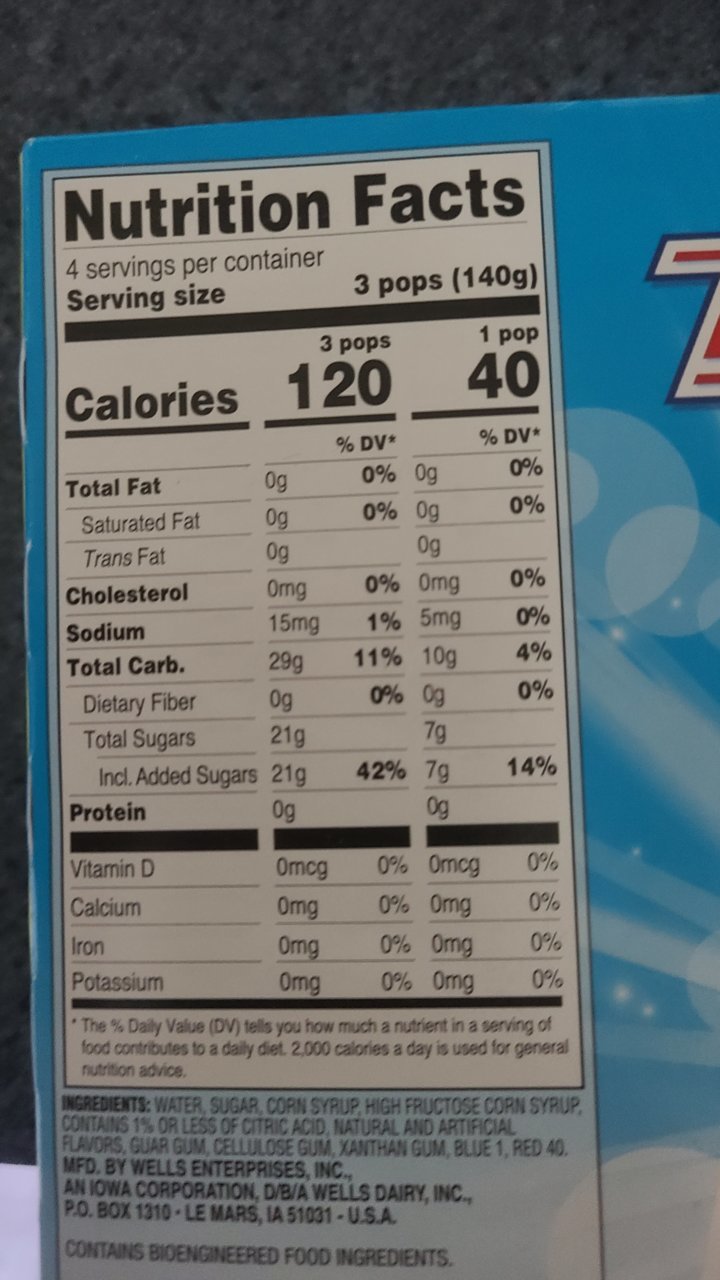 Nutrition Facts
4 servings per container
Serving size 3 pops (140g)
3 pops 1 pop
Calories 120 40
% DV* % DV*
Total Fat 0g 0% 0g 0%
Saturated Fat 0g 0% 0g 0%
Trans Fat 0g 0g
Cholesterol 0mg 0% 0mg 0%
Sodium 15mg 1% 5mg 0%
Total Carb. 29g 11% 10g 4%
Dietary Fiber 0g 0% 0g 0%
Total Sugars 21g 7g
Incl. Added Sugars 21g 42% 7g 14%
Protein 0g 0g
Vitamin D 0mcg 0% 0mcg 0%
Calcium 0mg 0% 0mg 0%
Iron 0mg 0% 0mg 0%
Potassium 0mg 0% 0mg 0%
* The % Daily Value (DV) tells you how much a nutrient in a serving of
food contributes to a daily diet. 2,000 calories a day is used for general
nutrition advice.
INGREDIENTS: WATER, SUGAR, CORN SYRUP, HIGH FRUCTOSE CORN SYRUP,
CONTAINS 1% OR LESS OF CITRIC ACID, NATURAL AND ARTIFICIAL
FLAVORS, GUAR GUM, CELLULOSE GUM, XANTHAN GUM, BLUE 1, RED 40.
MFD. BY WELLS ENTERPRISES, INC.,
AN IOWA CORPORATION, D/B/A WELLS DAIRY, INC.,
P.O. BOX 1310 • LE MARS, IA 51031 - U.S.A.
CONTAINS BIOENGINEERED FOOD INGREDIENTS.